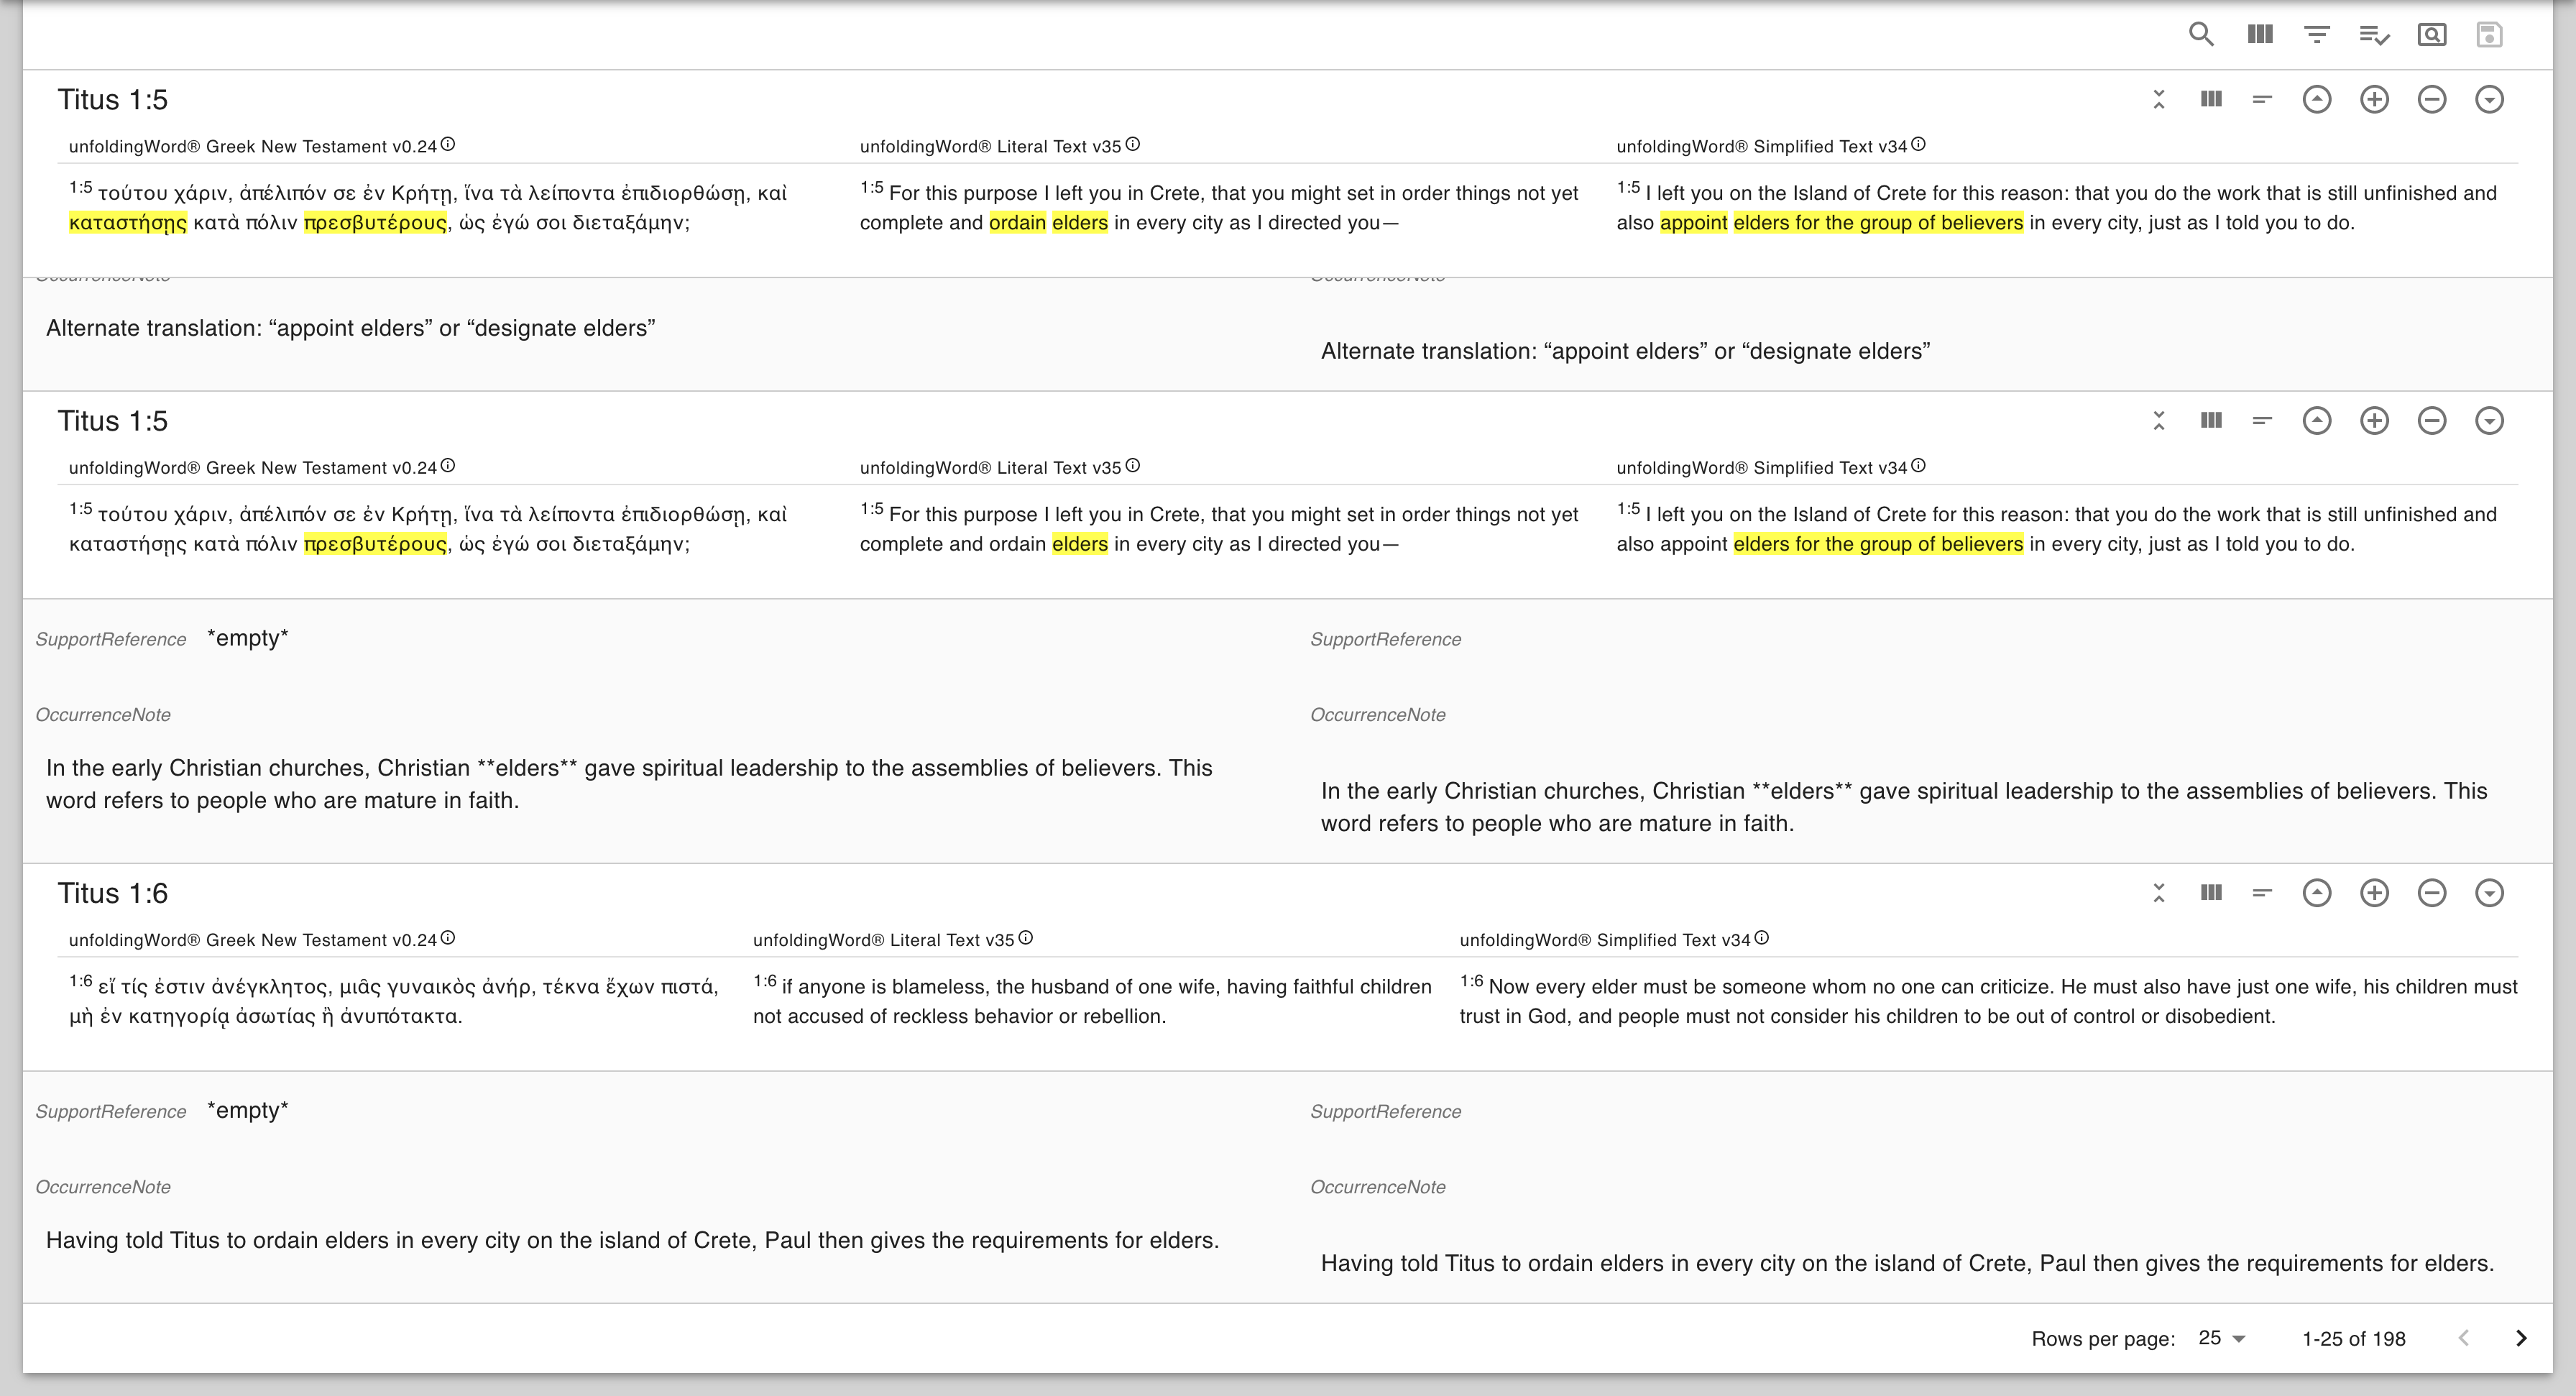 Titus 1:5
unfoldingWord® Greek New Testament v0.24
unfoldingWord® Literal Text v35
unfoldingWord® Simplified Text v34
1:5 τούτου χάριν, ἀπέλιπόν σε ἐν Κρήτῃ, ἵνα τὰ λείποντα ἐπιδιορθώσῃ, καὶ
καταστήσῃς κατὰ πόλιν πρεσβυτέρους, ὡς ἐγώ σοι διεταξάμην;
1:5 For this purpose I left you in Crete, that you might set in order things not yet
complete and ordain elders in every city as I directed you—
1:5 I left you on the Island of Crete for this reason: that you do the work that is still unfinished and
also appoint elders for the group of believers in every city, just as I told you to do.
OccurrenceNote
OccurrenceNote
Alternate translation: “appoint elders” or “designate elders”
Alternate translation: “appoint elders” or “designate elders”
Titus 1:5
unfoldingWord® Greek New Testament v0.24
unfoldingWord® Literal Text v35
unfoldingWord® Simplified Text v34
1:5 τούτου χάριν, ἀπέλιπόν σε ἐν Κρήτῃ, ἵνα τὰ λείποντα ἐπιδιορθώσῃ, καὶ
καταστήσῃς κατὰ πόλιν πρεσβυτέρους, ὡς ἐγώ σοι διεταξάμην;
1:5 For this purpose I left you in Crete, that you might set in order things not yet
complete and ordain elders in every city as I directed you—
1:5 I left you on the Island of Crete for this reason: that you do the work that is still unfinished and
also appoint elders for the group of believers in every city, just as I told you to do.
SupportReference *empty*
SupportReference
OccurrenceNote
OccurrenceNote
In the early Christian churches, Christian **elders** gave spiritual leadership to the assemblies of believers. This
word refers to people who are mature in faith.
In the early Christian churches, Christian **elders** gave spiritual leadership to the assemblies of believers. This
word refers to people who are mature in faith.
Titus 1:6
unfoldingWord® Greek New Testament v0.24
unfoldingWord® Literal Text v35
unfoldingWord® Simplified Text v34
1:6 εἴ τίς ἐστιν ἀνέγκλητος, μιᾶς γυναικὸς ἀνήρ, τέκνα ἔχων πιστά,
μὴ ἐν κατηγορίᾳ ἀσωτίας ἢ ἀνυπότακτα.
1:6 if anyone is blameless, the husband of one wife, having faithful children
not accused of reckless behavior or rebellion.
1:6 Now every elder must be someone whom no one can criticize. He must also have just one wife, his children must
trust in God, and people must not consider his children to be out of control or disobedient.
SupportReference *empty*
SupportReference
OccurrenceNote
OccurrenceNote
Having told Titus to ordain elders in every city on the island of Crete, Paul then gives the requirements for elders.
Having told Titus to ordain elders in every city on the island of Crete, Paul then gives the requirements for elders.
Rows per page: 25 1-25 of 198